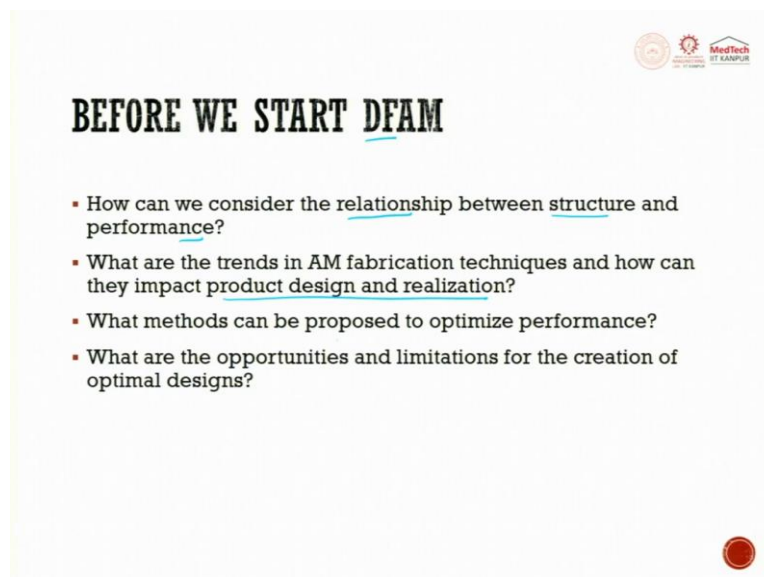 MedTech
IIT KANPUR
BEFORE WE START DFAM
▪ How can we consider the relationship between structure and
performance?
▪ What are the trends in AM fabrication techniques and how can
they impact product design and realization?
▪ What methods can be proposed to optimize performance?
▪ What are the opportunities and limitations for the creation of
optimal designs?